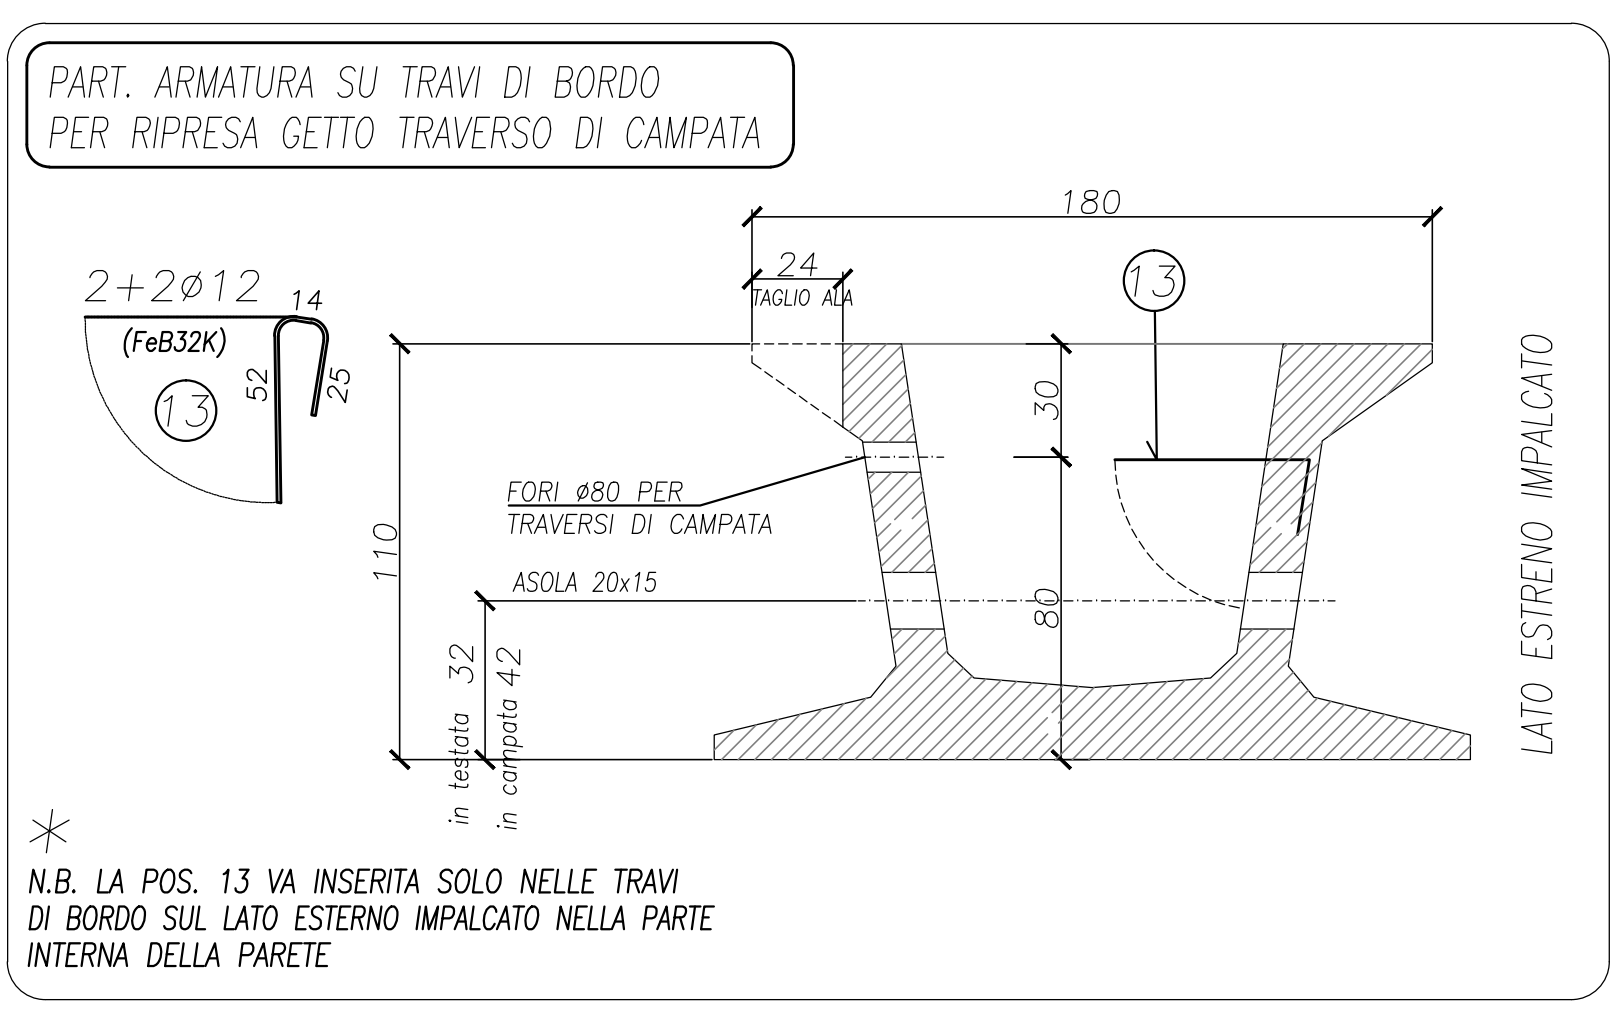 PART. ARMATURA SU TRAVI DI BORDO
PER RIPRESA GETTO TRAVERSO DI CAMPATA
180
24
TAGLIO ALA
13
2+2ø12
14
(FeB32K)
52
25
13
30
FORI ø80 PER
TRAVERSI DI CAMPATA
110
ASOLA 20x15
80
in testata 32
in campata 42
LATO ESTRENO IMPALCATO
N.B. LA POS. 13 VA INSERITA SOLO NELLE TRAVI
DI BORDO SUL LATO ESTERNO IMPALCATO NELLA PARTE
INTERNA DELLA PARETE